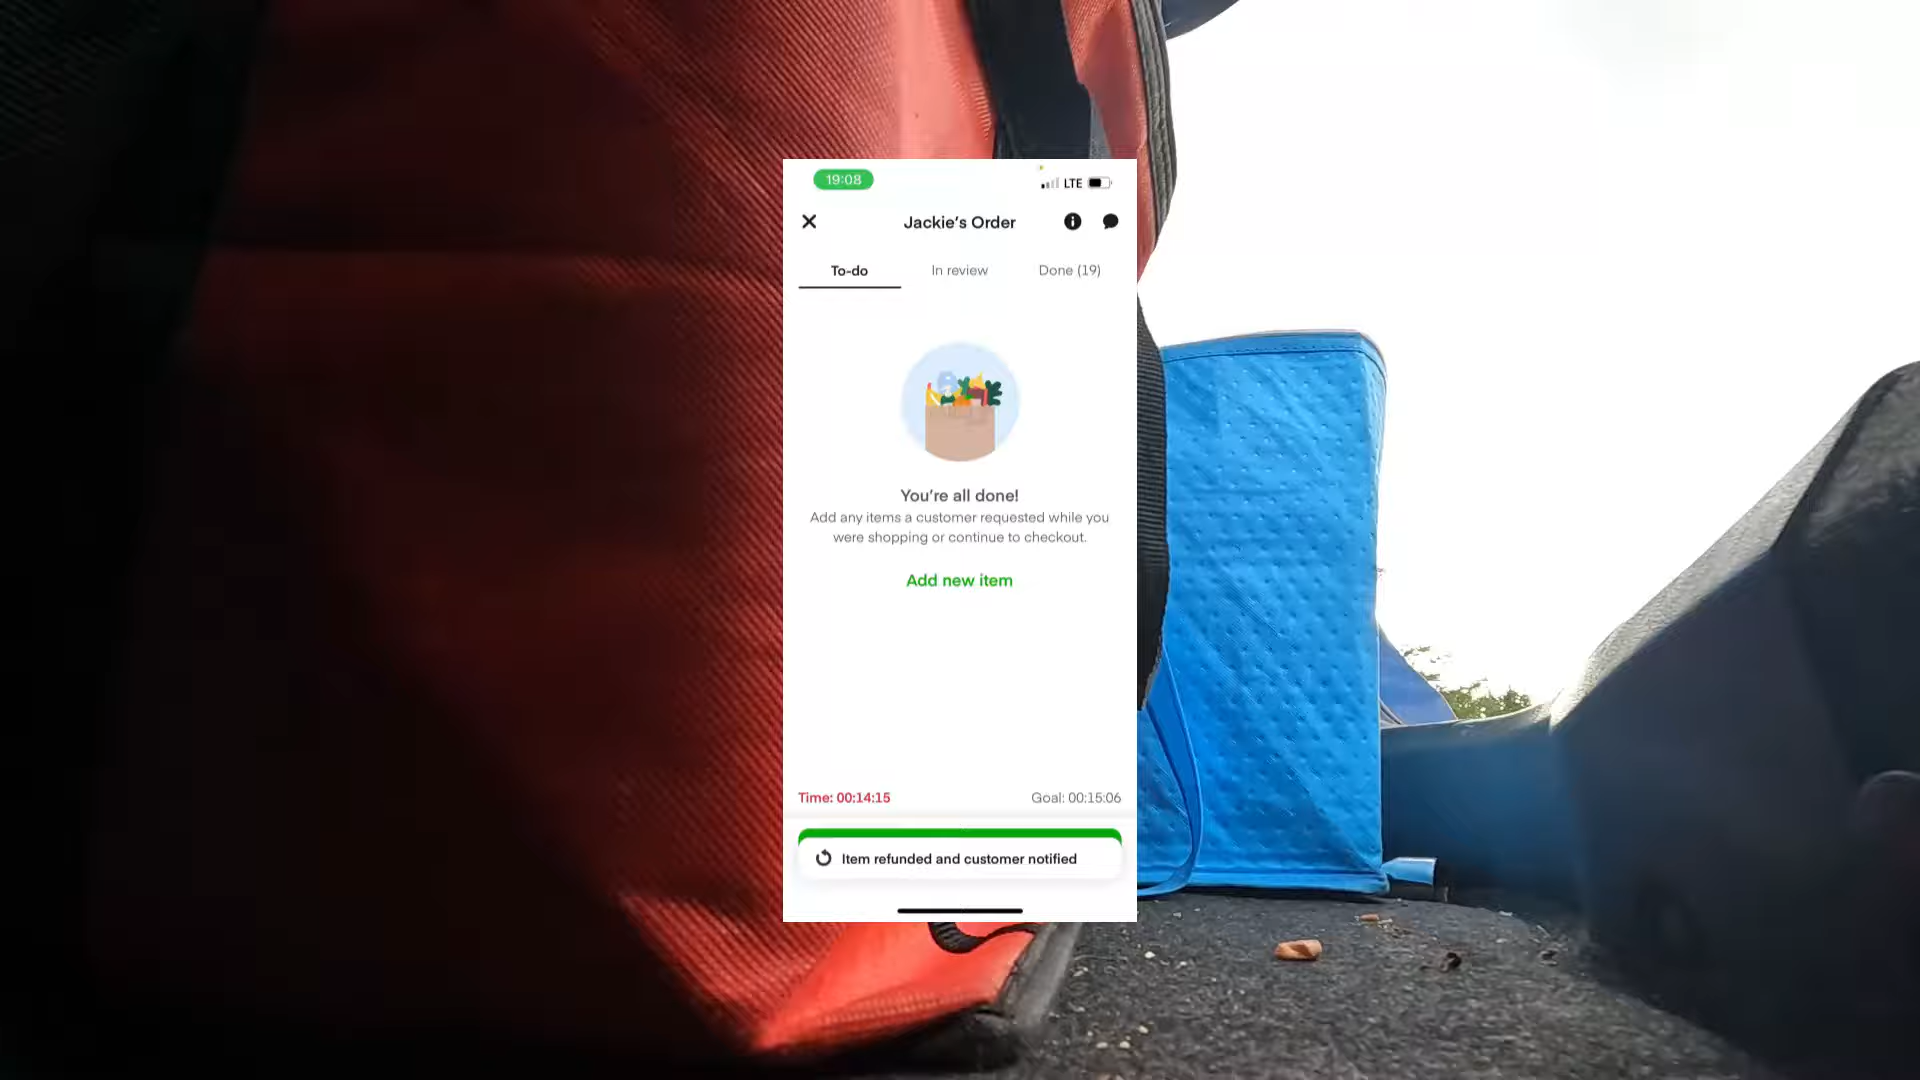 19:08
LTE
Jackie's Order
To-do
In review
Done (19)
You're all done!
Add any items a customer requested while you
were shopping or continue to checkout.
Add new item
Time: 00:14:15
Goal: 00:15:06
Item refunded and customer notified